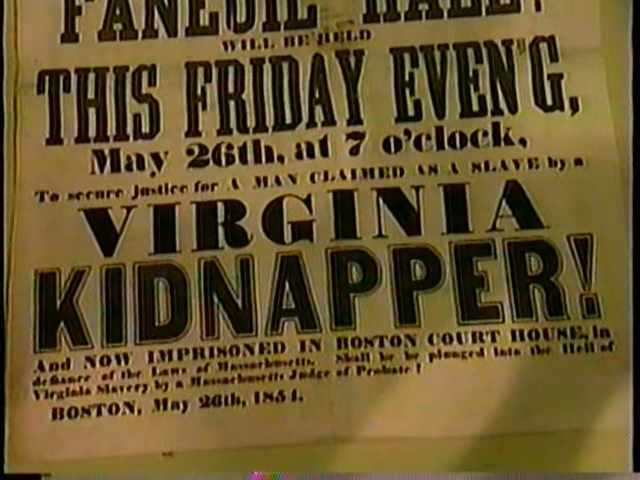 FANEUIL HALL!
WILL BE HELD
THIS FRIDAY EVEN'G,
May 26th, at 7 o'clock,
To secure justice for A MAN CLAIMED AS A SLAVE by a
VIRGINIA
KIDNAPPER!
And NOW IMPRISONED IN BOSTON COURT HOUSE, in
defiance of the Laws of Massachusetts. Shall he be plunged into the Hell of
Virginia Slavery by a Massachusetts Judge of Probate!
BOSTON, May 26th, 1854.